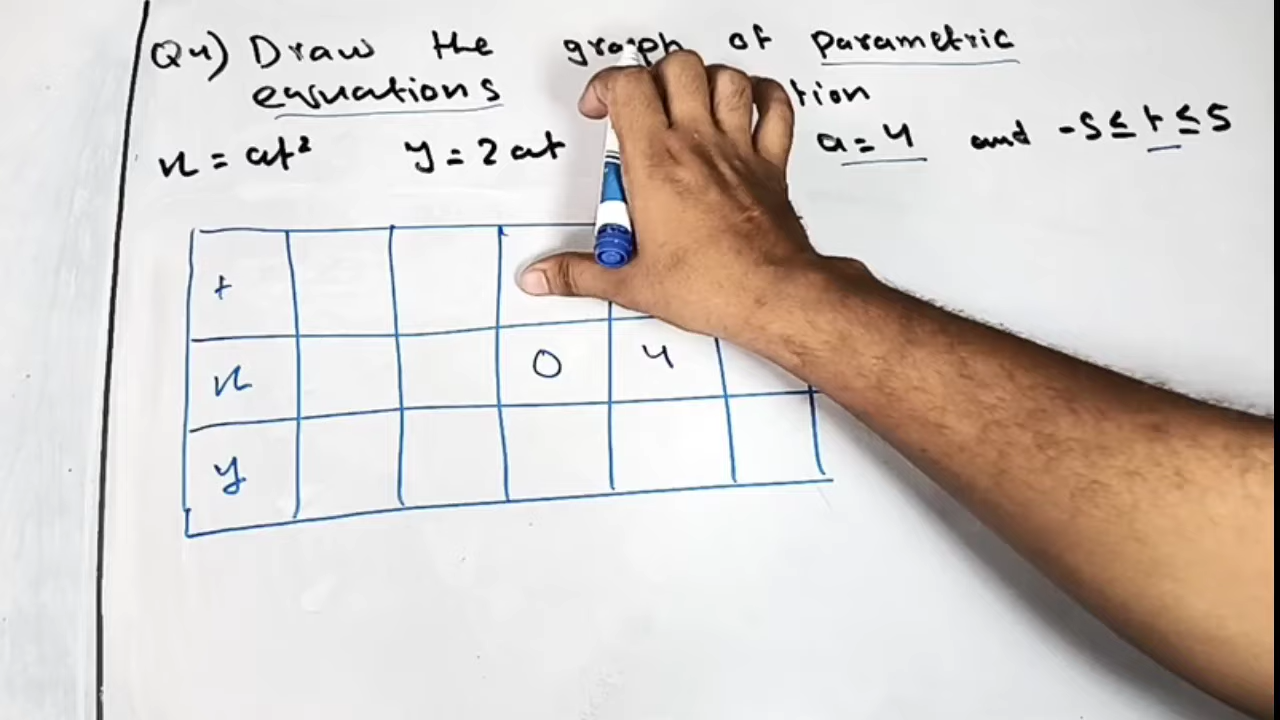 Q4) Draw the graph of parametric
equations
x = at² y = 2at a = 4 and -5 ≤ t ≤ 5
t
x 0 4
y